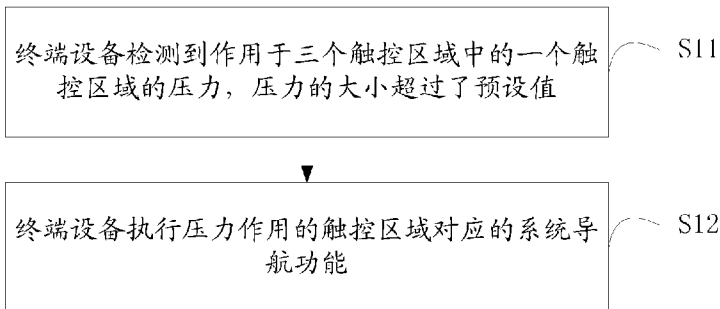 终端设备检测到作用于三个触控区域中的一个触
控区域的压力，压力的大小超过了预设值
S11
终端设备执行压力作用的触控区域对应的系统导
航功能
S12